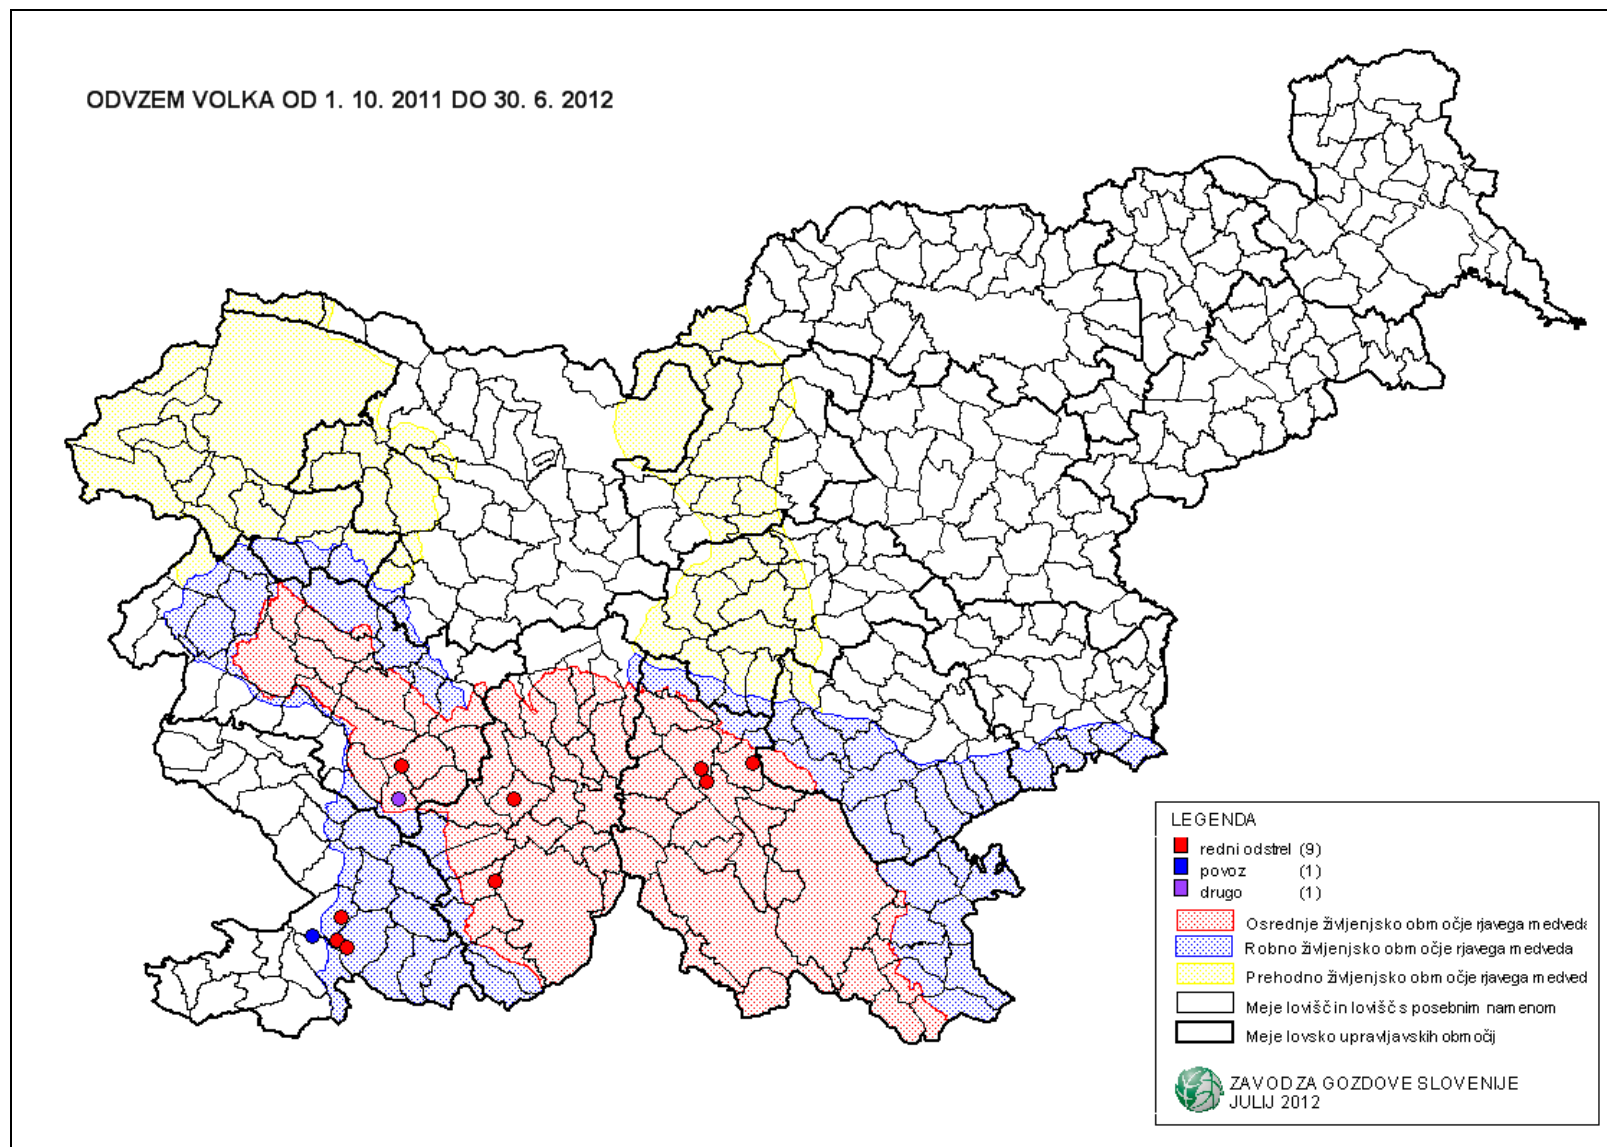 ODVZEM VOLKA OD 1. 10. 2011 DO 30. 6. 2012
LEGENDA
redni odstrel (9)
povoz (1)
drugo (1)
Osrednje življenjsko območje rjavega medveda
Robno življenjsko območje rjavega medveda
Prehodno življenjsko območje rjavega medved
Meje lovišč in lovišč s posebnim namenom
Meje lovsko upravljavskih območij
ZAVOD ZA GOZDOVE SLOVENIJE
JULIJ 2012